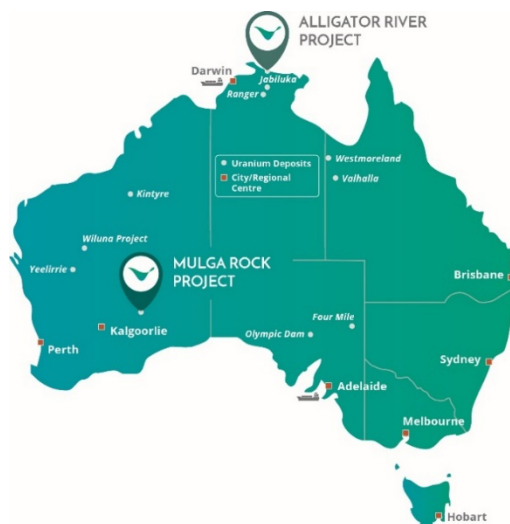 ALLIGATOR RIVER
PROJECT
Darwin
Jabiluka
Ranger
Uranium Deposits
City/Regional
Centre
Westmoreland
Valhalla
Kintyre
Wiluna Project
Yeelirrie
MULGA ROCK
PROJECT
Brisbane
Kalgoorlie
Four Mile
Olympic Dam
Perth
Sydney
Adelaide
Melbourne
Hobart